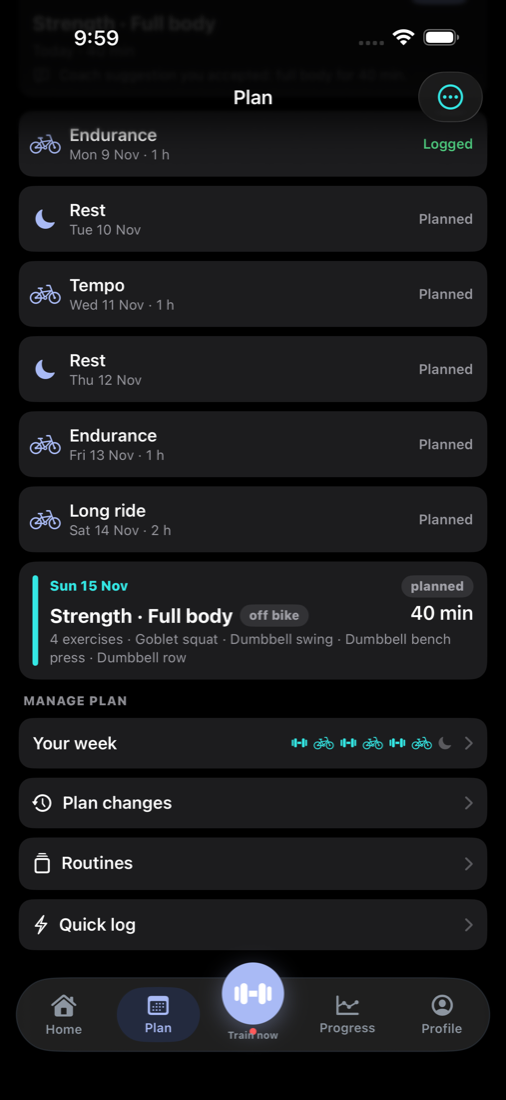 Strength · Full body
9:59
Plan
Endurance
Logged
Mon 9 Nov · 1 h
Rest
Planned
Tue 10 Nov
Tempo
Planned
Wed 11 Nov · 1 h
Rest
Planned
Thu 12 Nov
Endurance
Planned
Fri 13 Nov · 1 h
Long ride
Planned
Sat 14 Nov · 2 h
Sun 15 Nov
planned
Strength · Full body
off bike
40 min
4 exercises · Goblet squat · Dumbbell swing · Dumbbell bench
press · Dumbbell row
MANAGE PLAN
Your week
Plan changes
Routines
Quick log
Home
Plan
Train now
Progress
Profile